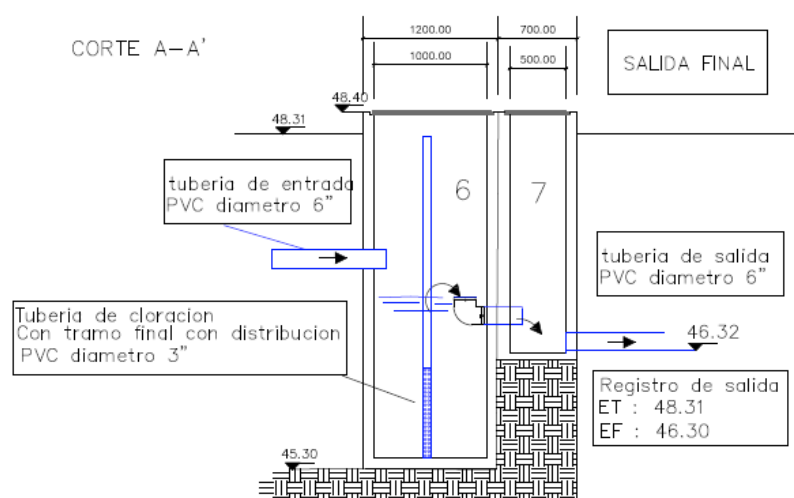 CORTE A-A'
1200.00
700.00
1000.00
500.00
SALIDA FINAL
48.40
48.31
tuberia de entrada
PVC diametro 6"
6
7
tuberia de salida
PVC diametro 6"
Tuberia de cloracion
Con tramo final con distribucion
PVC diametro 3"
46.32
Registro de salida
ET : 48.31
EF : 46.30
45.30